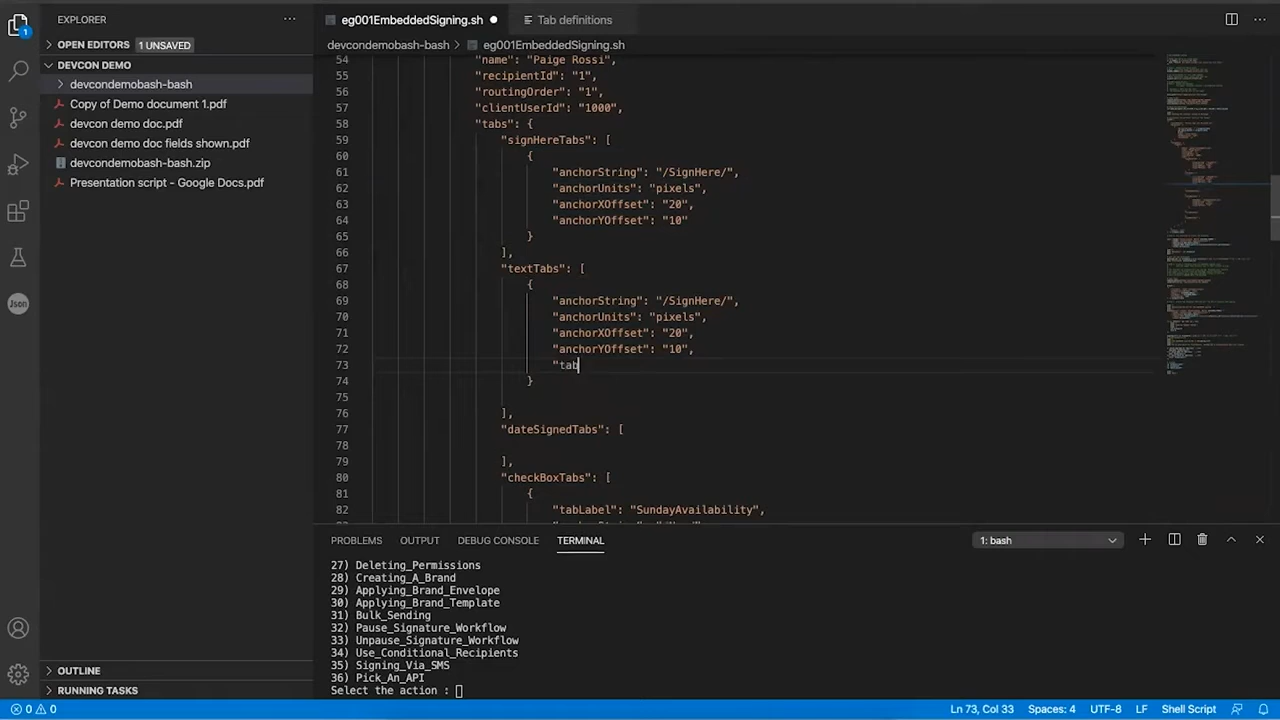 EXPLORER
eg001EmbeddedSigning.sh
Tab definitions
OPEN EDITORS 1 UNSAVED
devcondemobash-bash > eg001EmbeddedSigning.sh
DEVCON DEMO
devcondemobash-bash
Copy of Demo document 1.pdf
devcon demo doc.pdf
devcon demo doc fields shown.pdf
devcondemobash-bash.zip
Presentation script - Google Docs.pdf
Json
1
OUTLINE
RUNNING TASKS
54 "name": "Paige Rossi",
55 "recipientId": "1",
56 "routingOrder": "1",
57 "clientUserId": "1000",
58 "tabs": {
59 "signHereTabs": [
60 {
61 "anchorString": "/SignHere/",
62 "anchorUnits": "pixels",
63 "anchorXOffset": "20",
64 "anchorYOffset": "10"
65 }
66 ],
67 "textTabs": [
68 {
69 "anchorString": "/SignHere/",
70 "anchorUnits": "pixels",
71 "anchorXOffset": "20",
72 "anchorYOffset": "10",
73 "tab
74 }
75
76 ],
77 "dateSignedTabs": [
78
79 ],
80 "checkBoxTabs": [
81 {
82 "tabLabel": "SundayAvailability",
PROBLEMS OUTPUT DEBUG CONSOLE TERMINAL
1: bash
27) Deleting_Permissions
28) Creating_A_Brand
29) Applying_Brand_Envelope
30) Applying_Brand_Template
31) Bulk_Sending
32) Pause_Signature_Workflow
33) Unpause_Signature_Workflow
34) Use_Conditional_Recipients
35) Signing_Via_SMS
36) Pick_An_API
Select the action :
0 0
Ln 73, Col 33 Spaces: 4 UTF-8 LF Shell Script